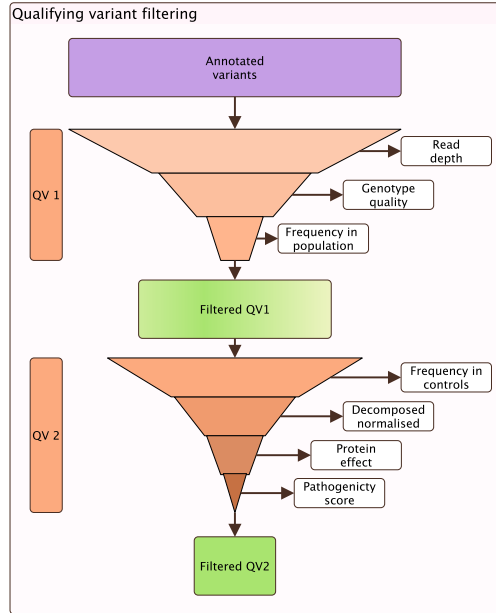 Qualifying variant filtering
Annotated
variants
QV 1
Read
depth
Genotype
quality
Frequency in
population
Filtered QV1
QV 2
Frequency in
controls
Decomposed
normalised
Protein
effect
Pathogenicty
score
Filtered QV2